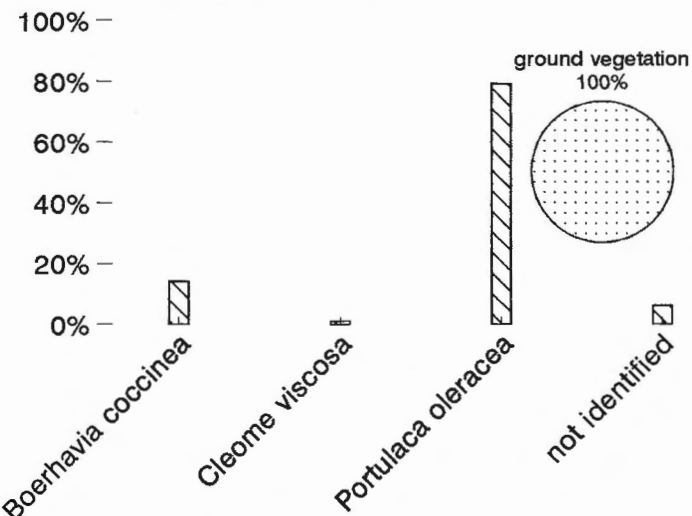 100%
80%
60%
40%
20%
0%
ground vegetation
100%
Boerhavia coccinea
Cleome viscosa
Portulaca oleracea
not identified